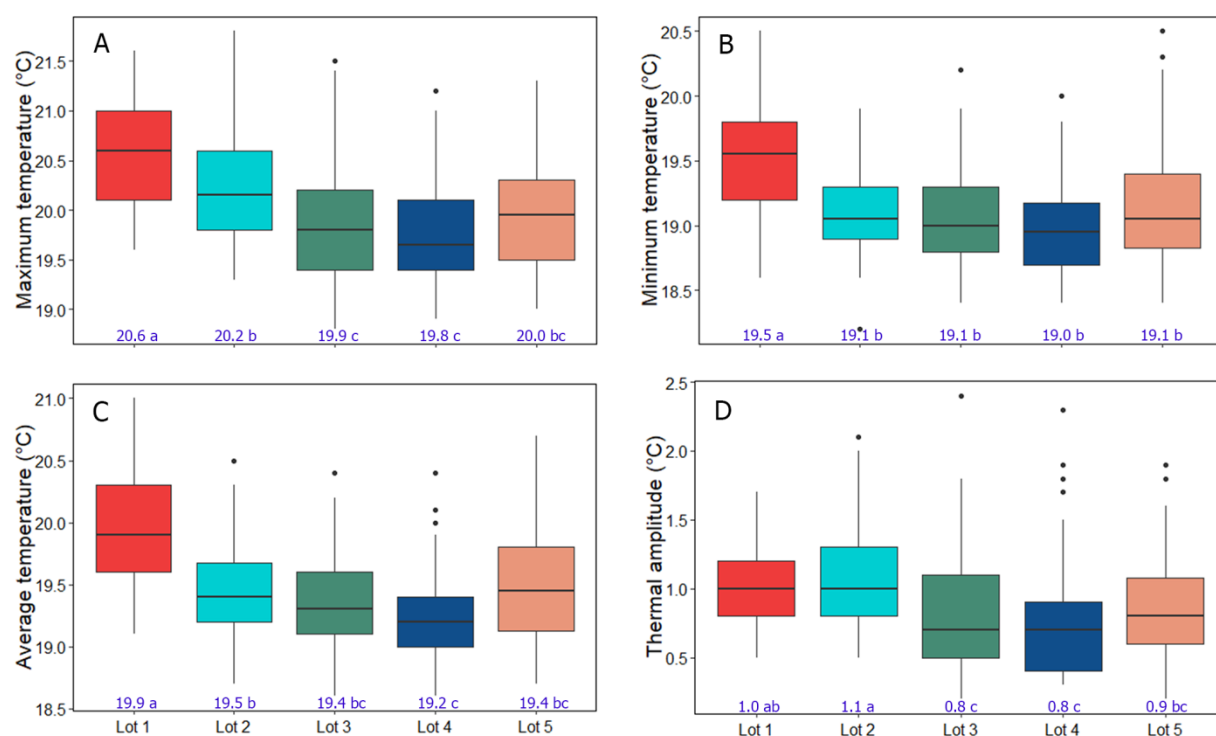 A
Maximum temperature (°C)
21.5
21.0
20.5
20.0
19.5
19.0
20.6 a 20.2 b 19.9 c 19.8 c 20.0 bc
B
Minimum temperature (°C)
20.5
20.0
19.5
19.0
18.5
19.5 a 19.1 b 19.1 b 19.0 b 19.1 b
C
Average temperature (°C)
21.0
20.5
20.0
19.5
19.0
18.5
19.9 a 19.5 b 19.4 bc 19.2 c 19.4 bc
Lot 1 Lot 2 Lot 3 Lot 4 Lot 5
D
Thermal amplitude (°C)
2.5
2.0
1.5
1.0
0.5
1.0 ab 1.1 a 0.8 c 0.8 c 0.9 bc
Lot 1 Lot 2 Lot 3 Lot 4 Lot 5